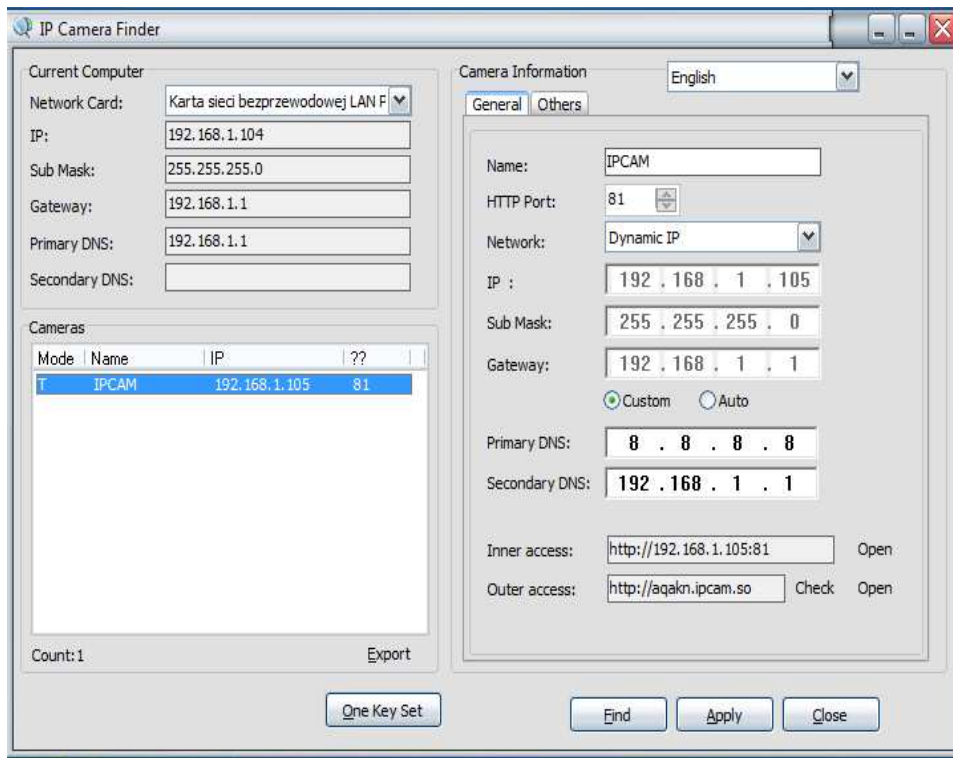 IP Camera Finder
Current Computer
Network Card: Karta sieci bezprzewodowej LAN F
IP: 192.168.1.104
Sub Mask: 255.255.255.0
Gateway: 192.168.1.1
Primary DNS: 192.168.1.1
Secondary DNS:
Cameras
Mode Name IP ??
T IPCAM 192.168.1.105 81
Count:1 Export
One Key Set
Camera Information English
General Others
Name: IPCAM
HTTP Port: 81
Network: Dynamic IP
IP : 192 . 168 . 1 . 105
Sub Mask: 255 . 255 . 255 . 0
Gateway: 192 . 168 . 1 . 1
Custom Auto
Primary DNS: 8 . 8 . 8 . 8
Secondary DNS: 192 . 168 . 1 . 1
Inner access: http://192.168.1.105:81 Open
Outer access: http://aqakn.ipcam.so Check Open
Find Apply Close